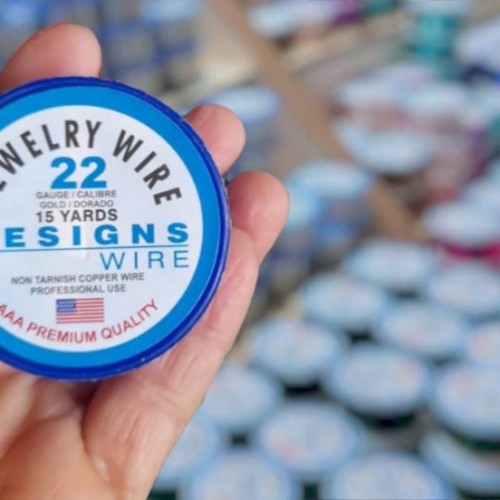 EWELRY WIRE
22
GAUGE / CALIBRE
GOLD / DORADO
15 YARDS
ESIGNS
WIRE
NON TARNISH COPPER WIRE
PROFESSIONAL USE
AAA PREMIUM QUALITY